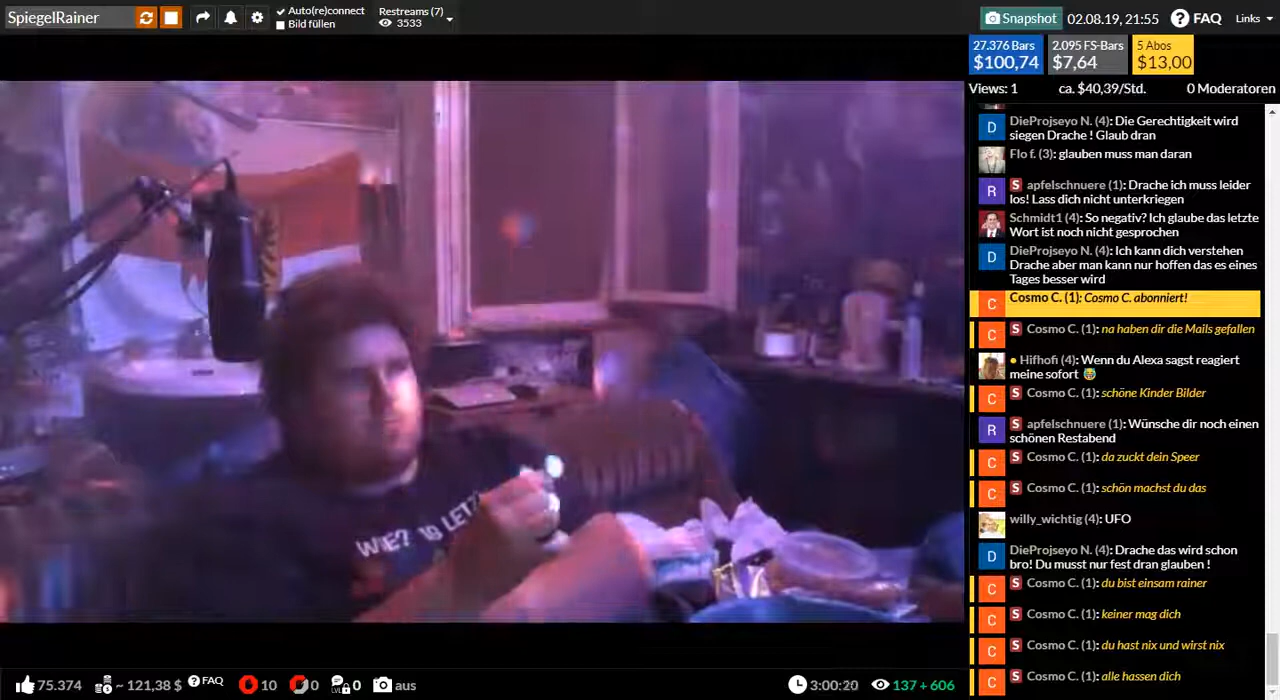 SpiegelRainer
Auto(re)connect
Bild füllen
Restreams (7)
3533
Snapshot
02.08.19, 21:55
FAQ
Links
27.376 Bars
$100,74
2.095 FS-Bars
$7,64
5 Abos
$13,00
Views: 1
ca. $40,39/Std.
0 Moderatoren
D
DieProjseyo N. (4): Die Gerechtigkeit wird
siegen Drache ! Glaub dran
Flo f. (3): glauben muss man daran
R
S apfelschnuere (1): Drache ich muss leider
los! Lass dich nicht unterkriegen
Schmidt1 (4): So negativ? Ich glaube das letzte
Wort ist noch nicht gesprochen
D
DieProjseyo N. (4): Ich kann dich verstehen
Drache aber man kann nur hoffen das es eines
Tages besser wird
C
Cosmo C. (1): Cosmo C. abonniert!
C
S Cosmo C. (1): na haben dir die Mails gefallen
Hifhofi (4): Wenn du Alexa sagst reagiert
meine sofort
C
S Cosmo C. (1): schöne Kinder Bilder
R
S apfelschnuere (1): Wünsche dir noch einen
schönen Restabend
C
S Cosmo C. (1): da zuckt dein Speer
C
S Cosmo C. (1): schön machst du das
willy_wichtig (4): UFO
D
DieProjseyo N. (4): Drache das wird schon
bro! Du musst nur fest dran glauben !
C
S Cosmo C. (1): du bist einsam rainer
C
S Cosmo C. (1): keiner mag dich
C
S Cosmo C. (1): du hast nix und wirst nix
C
S Cosmo C. (1): alle hassen dich
WIE? 10 LET
75.374
~ 121,38 $
FAQ
10
0
LVL
0
aus
3:00:20
137 + 606